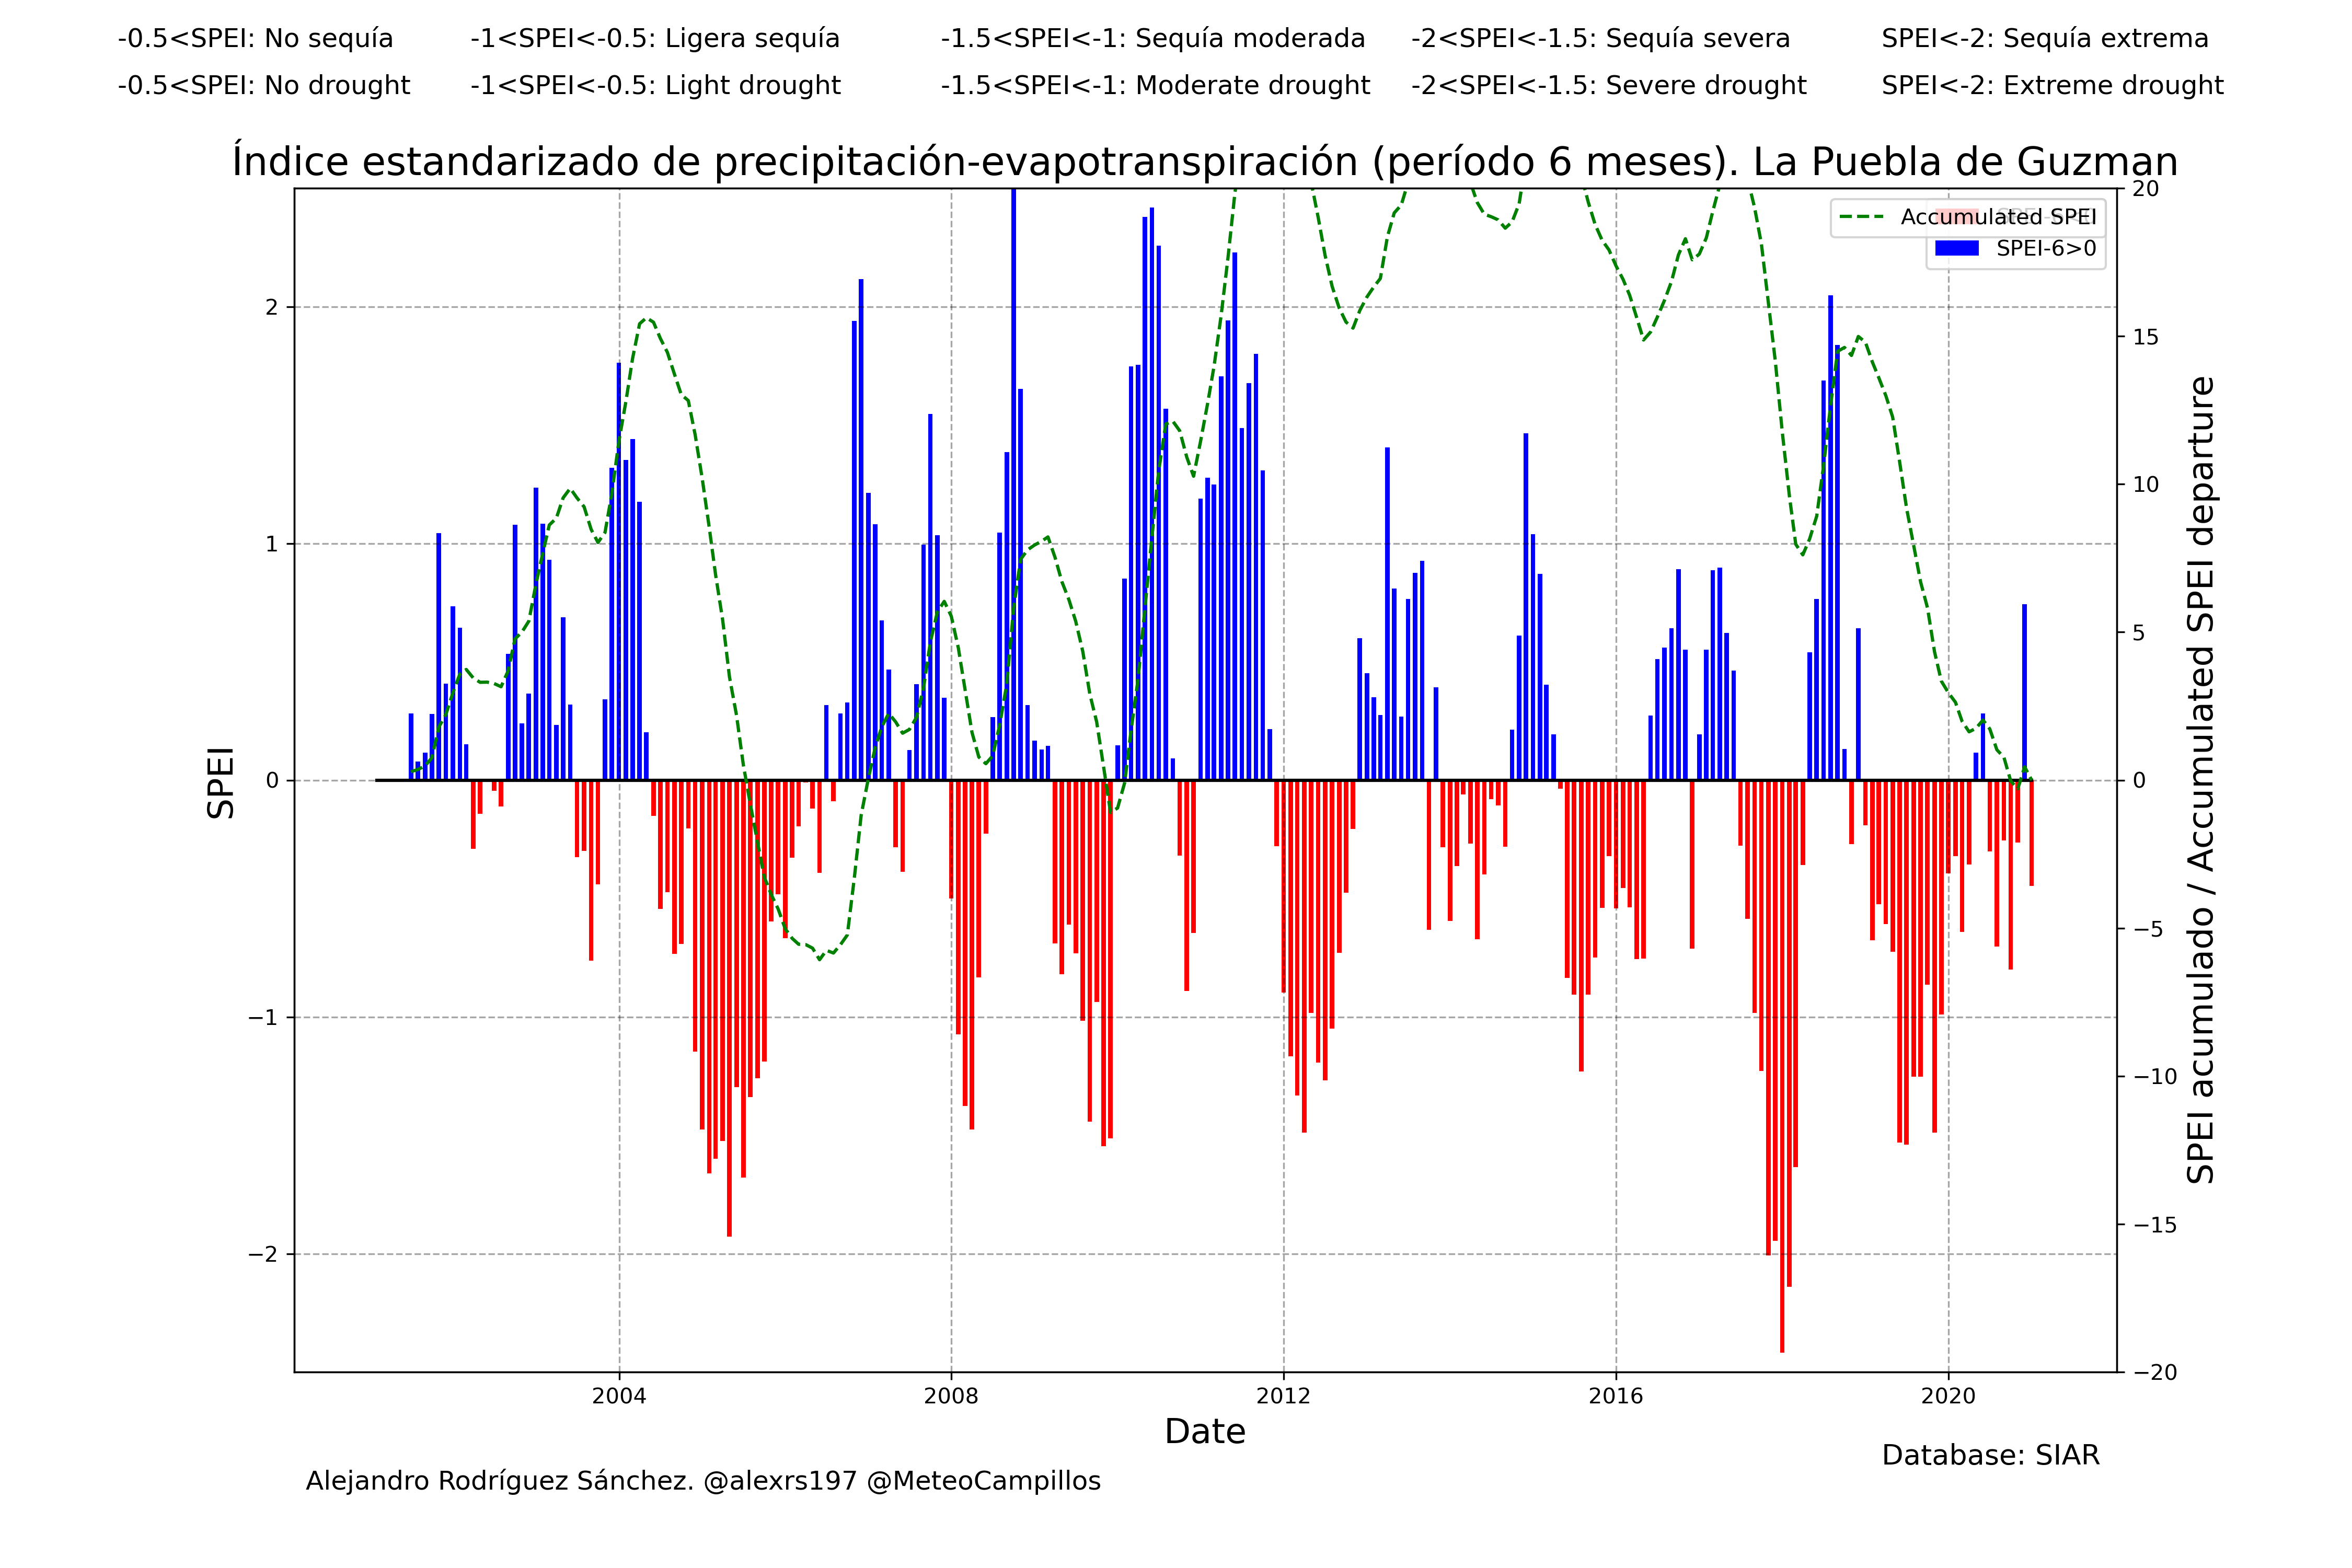 -0.5<SPEI: No sequía
-1<SPEI<-0.5: Ligera sequía
-1.5<SPEI<-1: Sequía moderada
-2<SPEI<-1.5: Sequía severa
SPEI<-2: Sequía extrema
-0.5<SPEI: No drought
-1<SPEI<-0.5: Light drought
-1.5<SPEI<-1: Moderate drought
-2<SPEI<-1.5: Severe drought
SPEI<-2: Extreme drought
Índice estandarizado de precipitación-evapotranspiración (período 6 meses). La Puebla de Guzman
Accumulated SPEI
SPEI-6>0
SPEI
2
1
0
−1
−2
20
15
10
5
0
−5
−10
−15
−20
SPEI acumulado / Accumulated SPEI departure
2004
2008
2012
2016
2020
Date
Database: SIAR
Alejandro Rodríguez Sánchez. @alexrs197 @MeteoCampillos